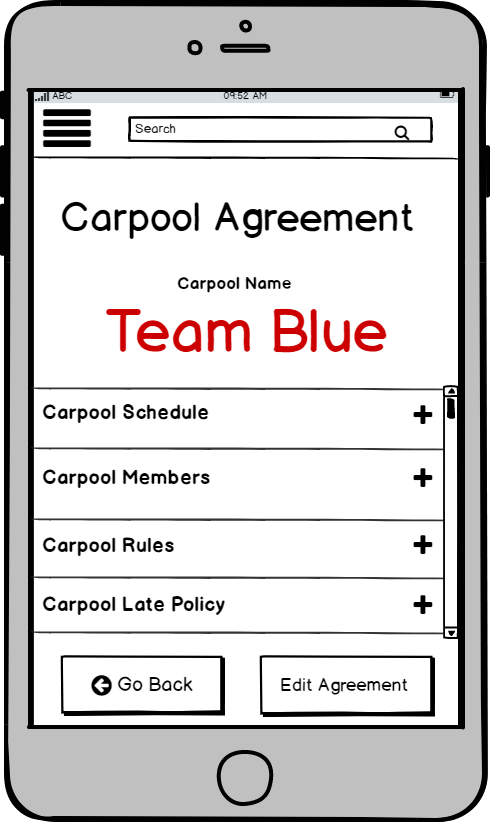 ABC 09:52 AM
Search
Carpool Agreement
Carpool Name
Team Blue
Carpool Schedule
Carpool Members
Carpool Rules
Carpool Late Policy
Go Back Edit Agreement